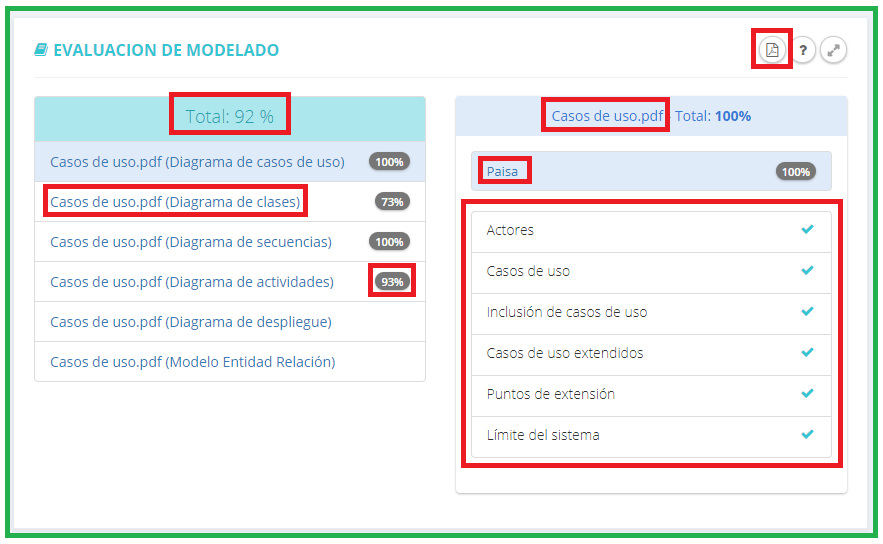 EVALUACION DE MODELADO
?
Total: 92 %
Casos de uso.pdf (Diagrama de casos de uso) 100%
Casos de uso.pdf (Diagrama de clases) 73%
Casos de uso.pdf (Diagrama de secuencias) 100%
Casos de uso.pdf (Diagrama de actividades) 93%
Casos de uso.pdf (Diagrama de despliegue)
Casos de uso.pdf (Modelo Entidad Relación)
Casos de uso.pdf - Total: 100%
Paisa 100%
Actores
Casos de uso
Inclusión de casos de uso
Casos de uso extendidos
Puntos de extensión
Límite del sistema